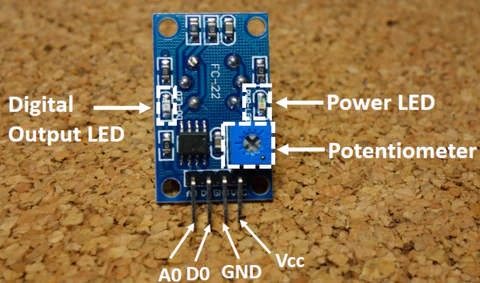 FC-22
Digital
Output LED
Power LED
Potentiometer
A0 D0 GND Vcc